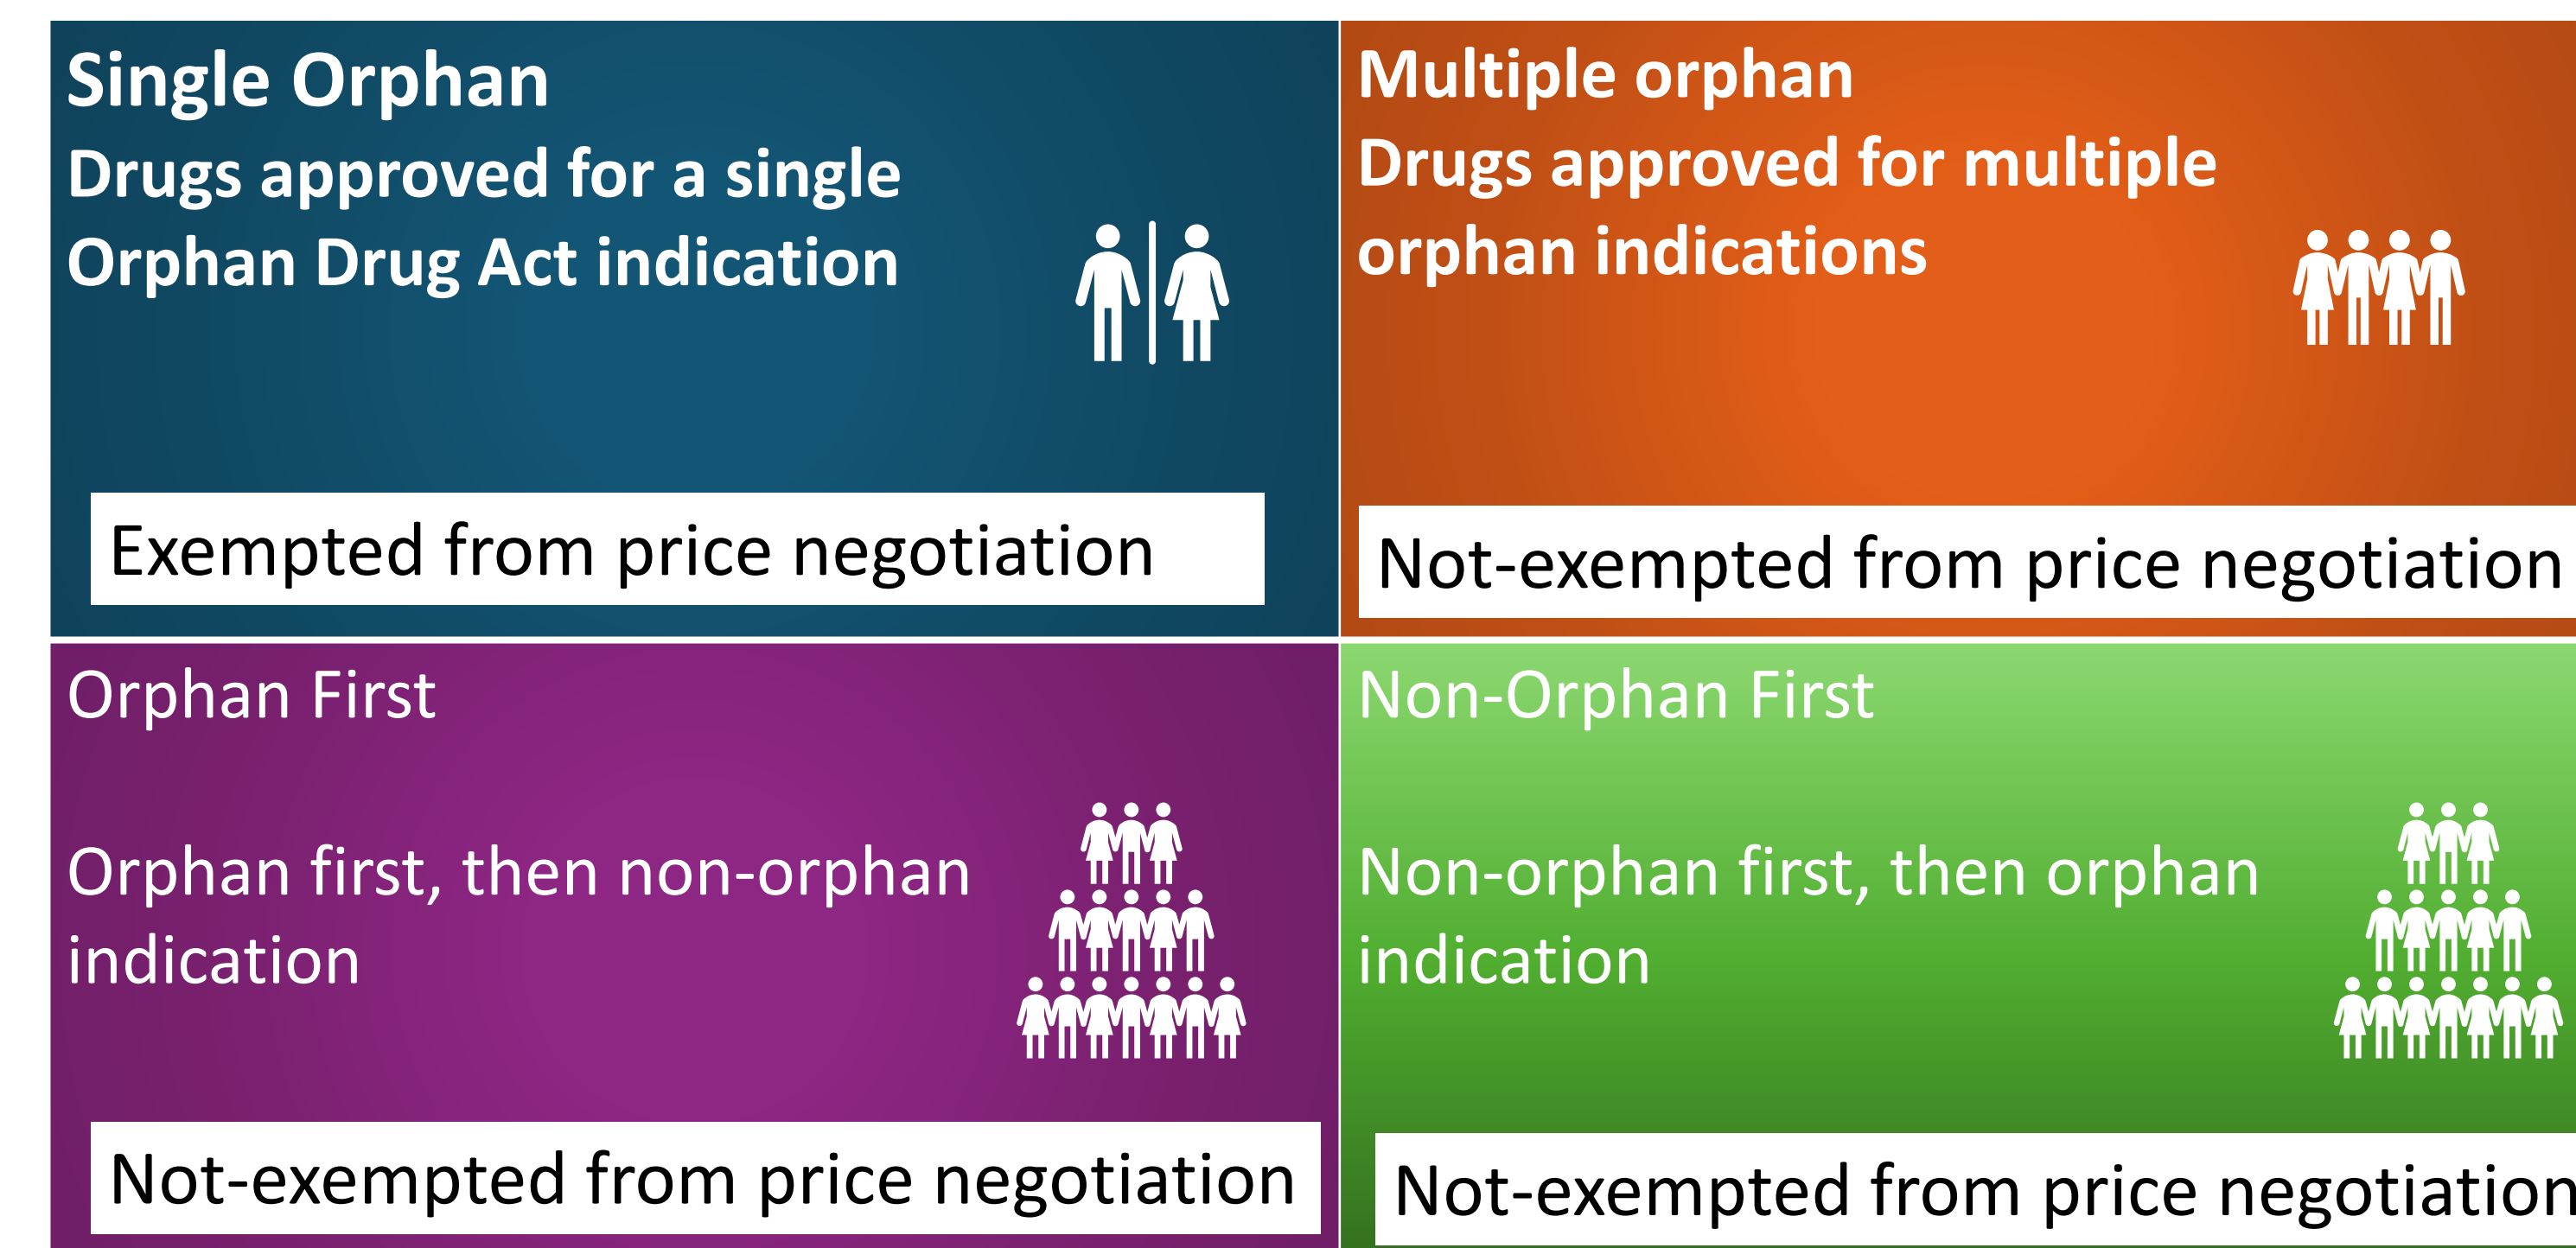 Single Orphan
Drugs approved for a single
Orphan Drug Act indication
Exempted from price negotiation
Multiple orphan
Drugs approved for multiple
orphan indications
Not-exempted from price negotiation
Orphan First
Orphan first, then non-orphan
indication
Not-exempted from price negotiation
Non-Orphan First
Non-orphan first, then orphan
indication
Not-exempted from price negotiation